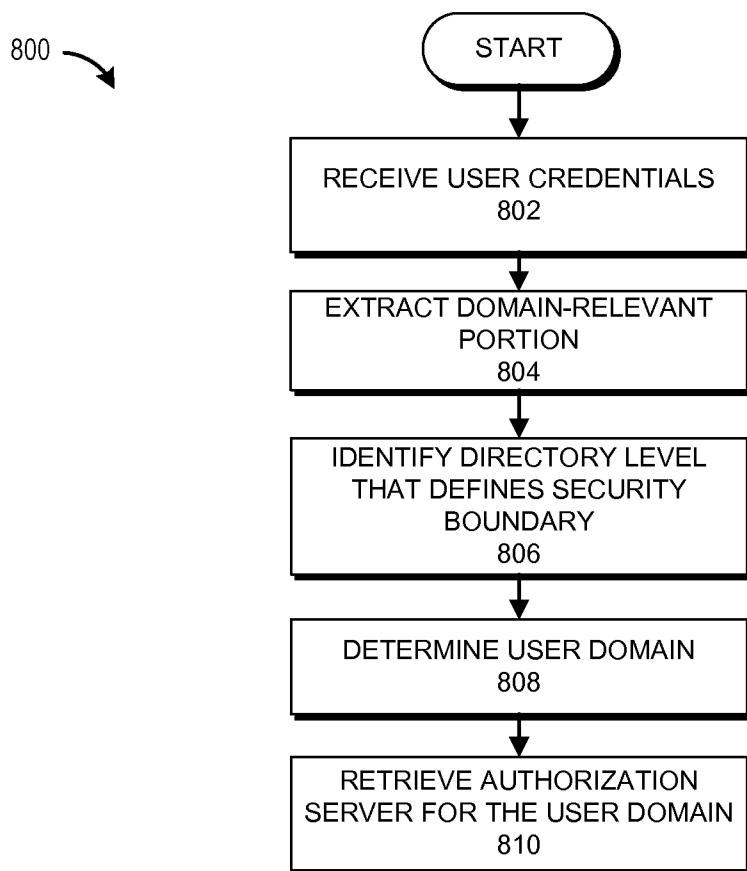 800
START
RECEIVE USER CREDENTIALS
802
EXTRACT DOMAIN-RELEVANT
PORTION
804
IDENTIFY DIRECTORY LEVEL
THAT DEFINES SECURITY
BOUNDARY
806
DETERMINE USER DOMAIN
808
RETRIEVE AUTHORIZATION
SERVER FOR THE USER DOMAIN
810